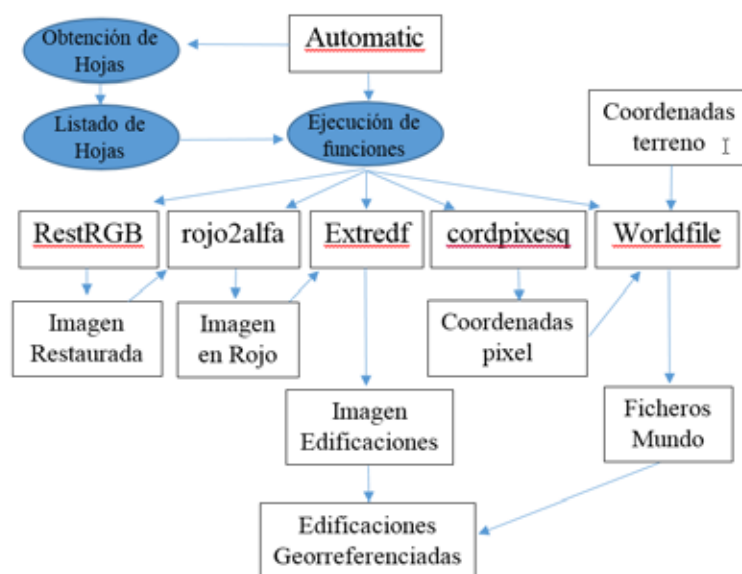 Obtención de
Hojas
Automatic
Listado de
Hojas
Ejecución de
funciones
Coordenadas
terreno
RestRGB
rojo2alfa
Extredf
cordpixesq
Worldfile
Imagen
Restaurada
Imagen
en Rojo
Coordenadas
pixel
Imagen
Edificaciones
Ficheros
Mundo
Edificaciones
Georreferenciadas